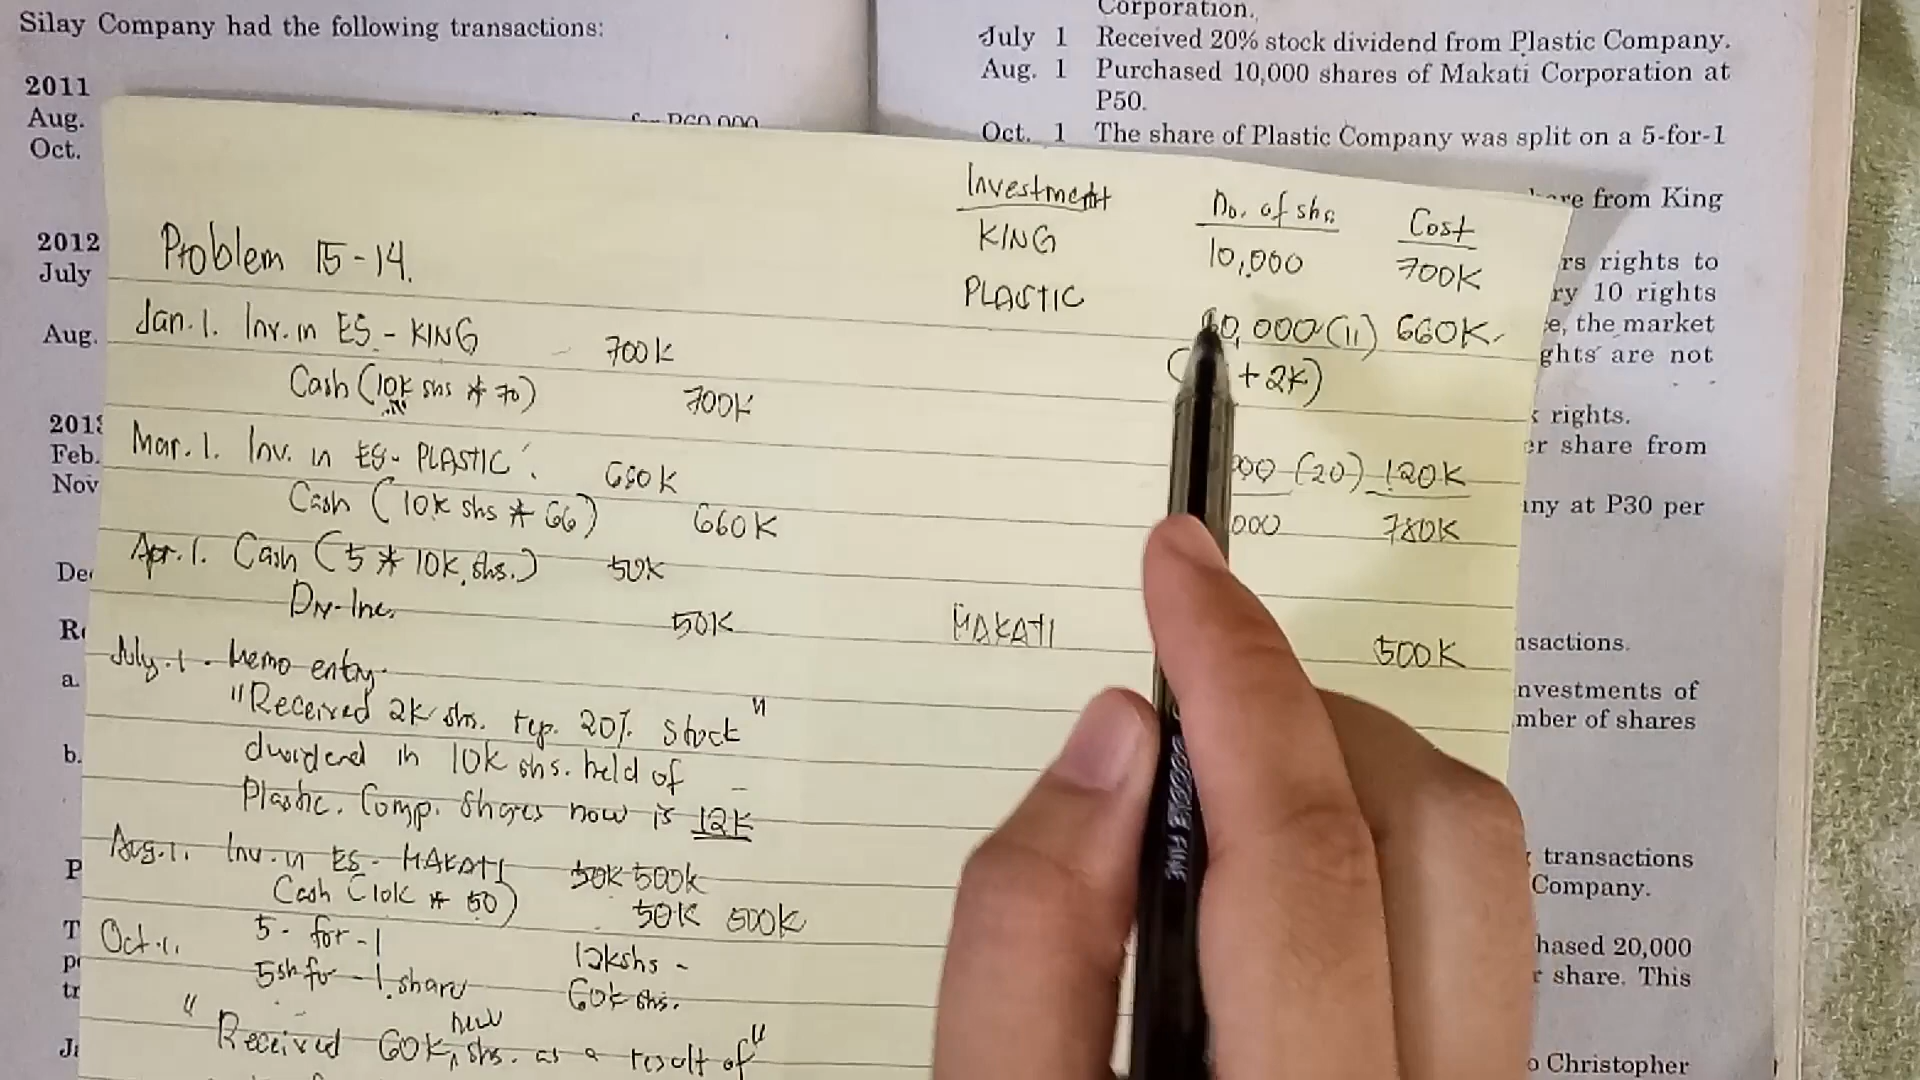 Silay Company had the following transactions:
2011
Aug.
Oct.
2012
July
Aug.
Feb.
Nov
a.
b.
Corporation.
July 1 Received 20% stock dividend from Plastic Company.
Aug. 1 Purchased 10,000 shares of Makati Corporation at
P50.
Oct. 1 The share of Plastic Company was split on a 5-for-1
from King
rights to
10 rights
the market
are not
rights.
share from
at P30 per
of
of shares
transactions
Company.
20,000
share. This
Christopher
Problem 15-14.
Jan. 1. Inv. in ES - KING 700K
Cash (10K shs * 70) 700K
Mar. 1. Inv. in ES - PLASTIC 660K
Cash (10K shs * 66) 660K
Apr. 1. Cash (5 * 10K shs.) 50K
Div-Inc. 50K
July. 1. Memo entry.
"Received 2K shs. rep. 20% stock"
dividend in 10K shs. held of
Plastic. Comp. Shares now is 12K
Aug. 1. Inv. in ES - MAKATI 50K 500K
Cash (10K * 50) 50K 500K
Oct. 1. 5-for-1 12K shs -
5sh for - 1 share 60K shs.
"Received 60K new shs. as a result of"
Investment No. of shs. Cost
KING 10,000 700K
PLASTIC 60,000 (11) 660K
+ 2K)
(20) 120K
780K
MAKATI 500K